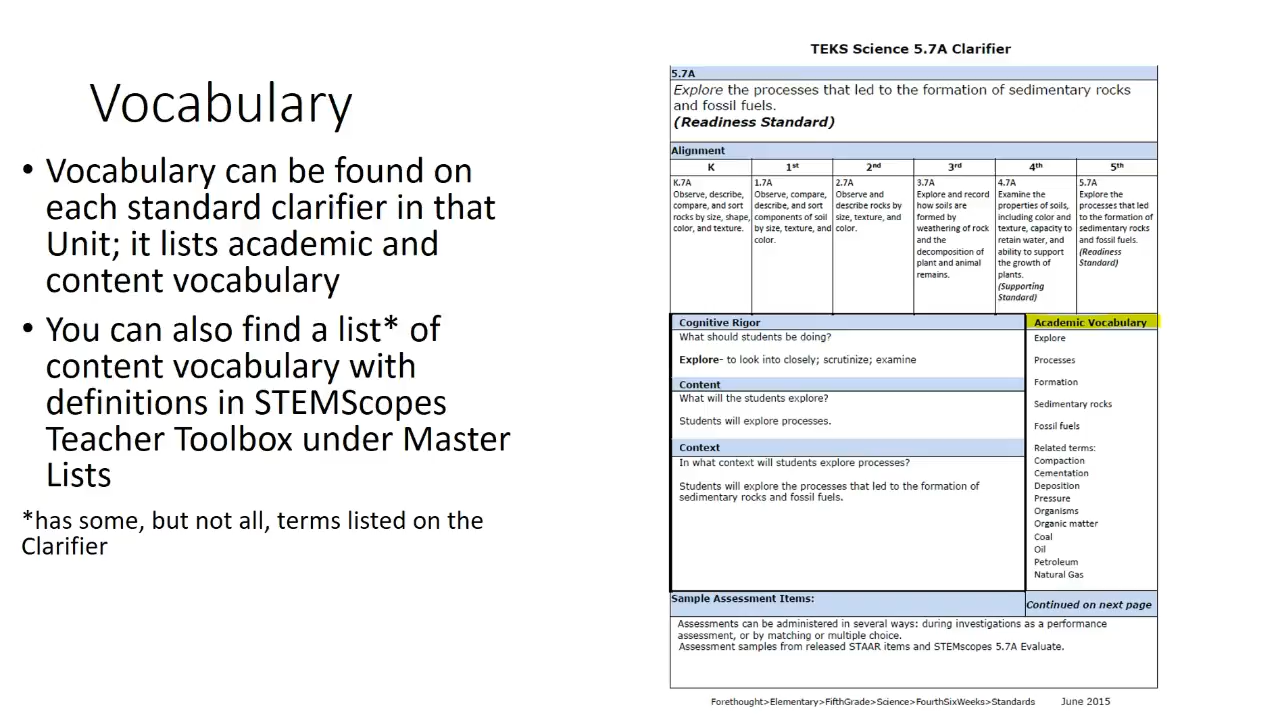 Vocabulary
• Vocabulary can be found on
each standard clarifier in that
Unit; it lists academic and
content vocabulary
• You can also find a list* of
content vocabulary with
definitions in STEMScopes
Teacher Toolbox under Master
Lists
*has some, but not all, terms listed on the
Clarifier
TEKS Science 5.7A Clarifier
5.7A
Explore the processes that led to the formation of sedimentary rocks
and fossil fuels.
(Readiness Standard)
Alignment
K
K.7A
Observe, describe,
compare, and sort
rocks by size, shape,
color, and texture.
1st
1.7A
Observe, compare,
describe, and sort
components of soil
by size, texture, and
color.
2nd
2.7A
Observe and
describe rocks by
size, texture, and
color.
3rd
3.7A
Explore and record
how soils are
formed by
weathering of rock
and the
decomposition of
plant and animal
remains.
4th
4.7A
Examine the
properties of soils,
including color and
texture, capacity to
retain water, and
ability to support
the growth of
plants.
(Supporting
Standard)
5th
5.7A
Explore the
processes that led
to the formation of
sedimentary rocks
and fossil fuels.
(Readiness
Standard)
Cognitive Rigor
What should students be doing?
Explore- to look into closely; scrutinize; examine
Content
What will the students explore?
Students will explore processes.
Context
In what context will students explore processes?
Students will explore the processes that led to the formation of
sedimentary rocks and fossil fuels.
Academic Vocabulary
Explore
Processes
Formation
Sedimentary rocks
Fossil fuels
Related terms:
Compaction
Cementation
Deposition
Pressure
Organisms
Organic matter
Coal
Oil
Petroleum
Natural Gas
Sample Assessment Items:
Continued on next page
Assessments can be administered in several ways: during investigations as a performance
assessment, or by matching or multiple choice.
Assessment samples from released STAAR items and STEMscopes 5.7A Evaluate.
Forethought>Elementary>FifthGrade>Science>FourthSixWeeks>Standards June 2015